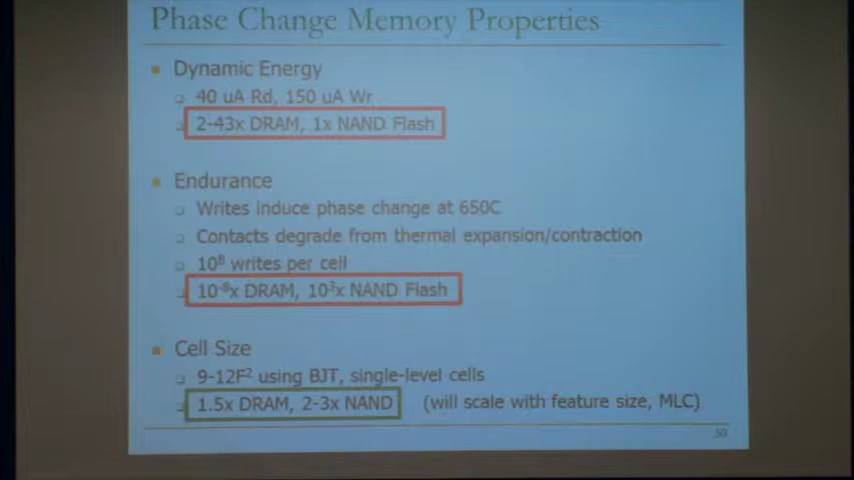 Phase Change Memory Properties
Dynamic Energy
40 uA Rd, 150 uA Wr
2-43x DRAM, 1x NAND Flash
Endurance
Writes induce phase change at 650C
Contacts degrade from thermal expansion/contraction
10⁸ writes per cell
10⁻⁸x DRAM, 10³x NAND Flash
Cell Size
9-12F² using BJT, single-level cells
1.5x DRAM, 2-3x NAND (will scale with feature size, MLC)
50